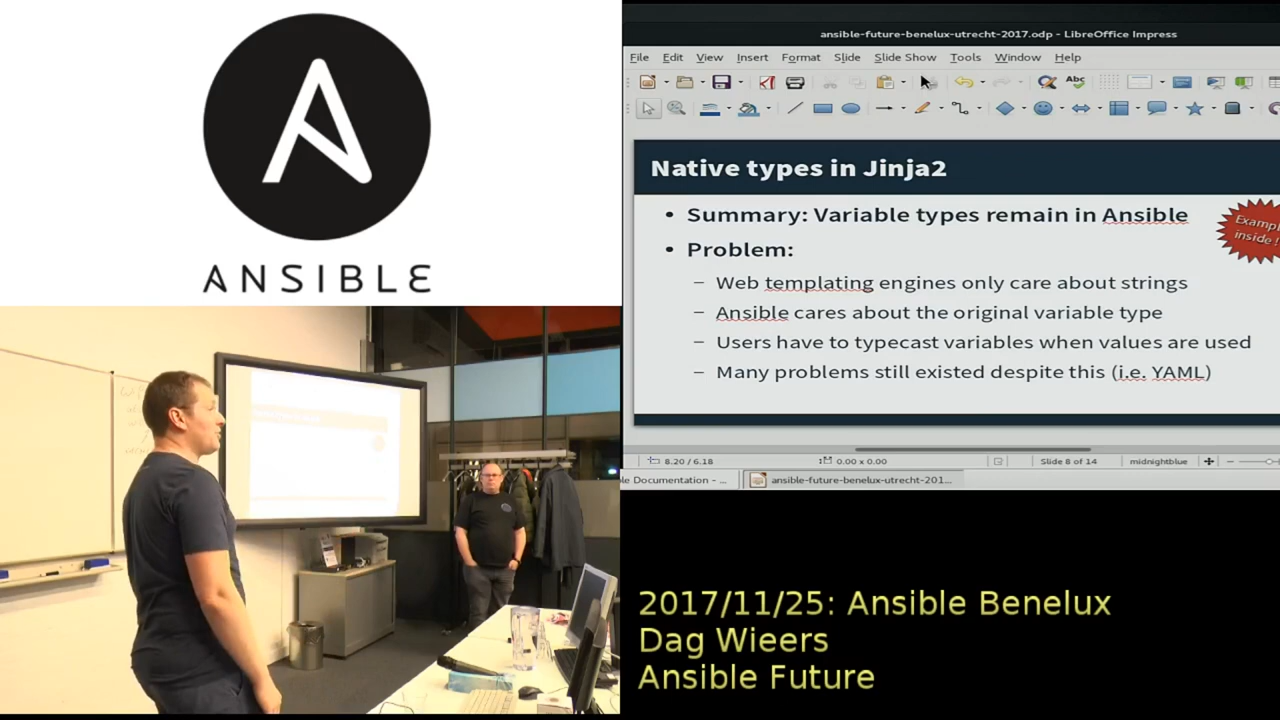 ANSIBLE
ansible-future-benelux-utrecht-2017.odp - LibreOffice Impress
File Edit View Insert Format Slide Slide Show Tools Window Help
Abc
Native types in Jinja2
• Summary: Variable types remain in Ansible
• Problem:
– Web templating engines only care about strings
– Ansible cares about the original variable type
– Users have to typecast variables when values are used
– Many problems still existed despite this (i.e. YAML)
inside!
8.20 / 6.18 0.00 x 0.00 Slide 8 of 14 midnightblue
Documentation - ... ansible-future-benelux-utrecht-201...
2017/11/25: Ansible Benelux
Dag Wieers
Ansible Future